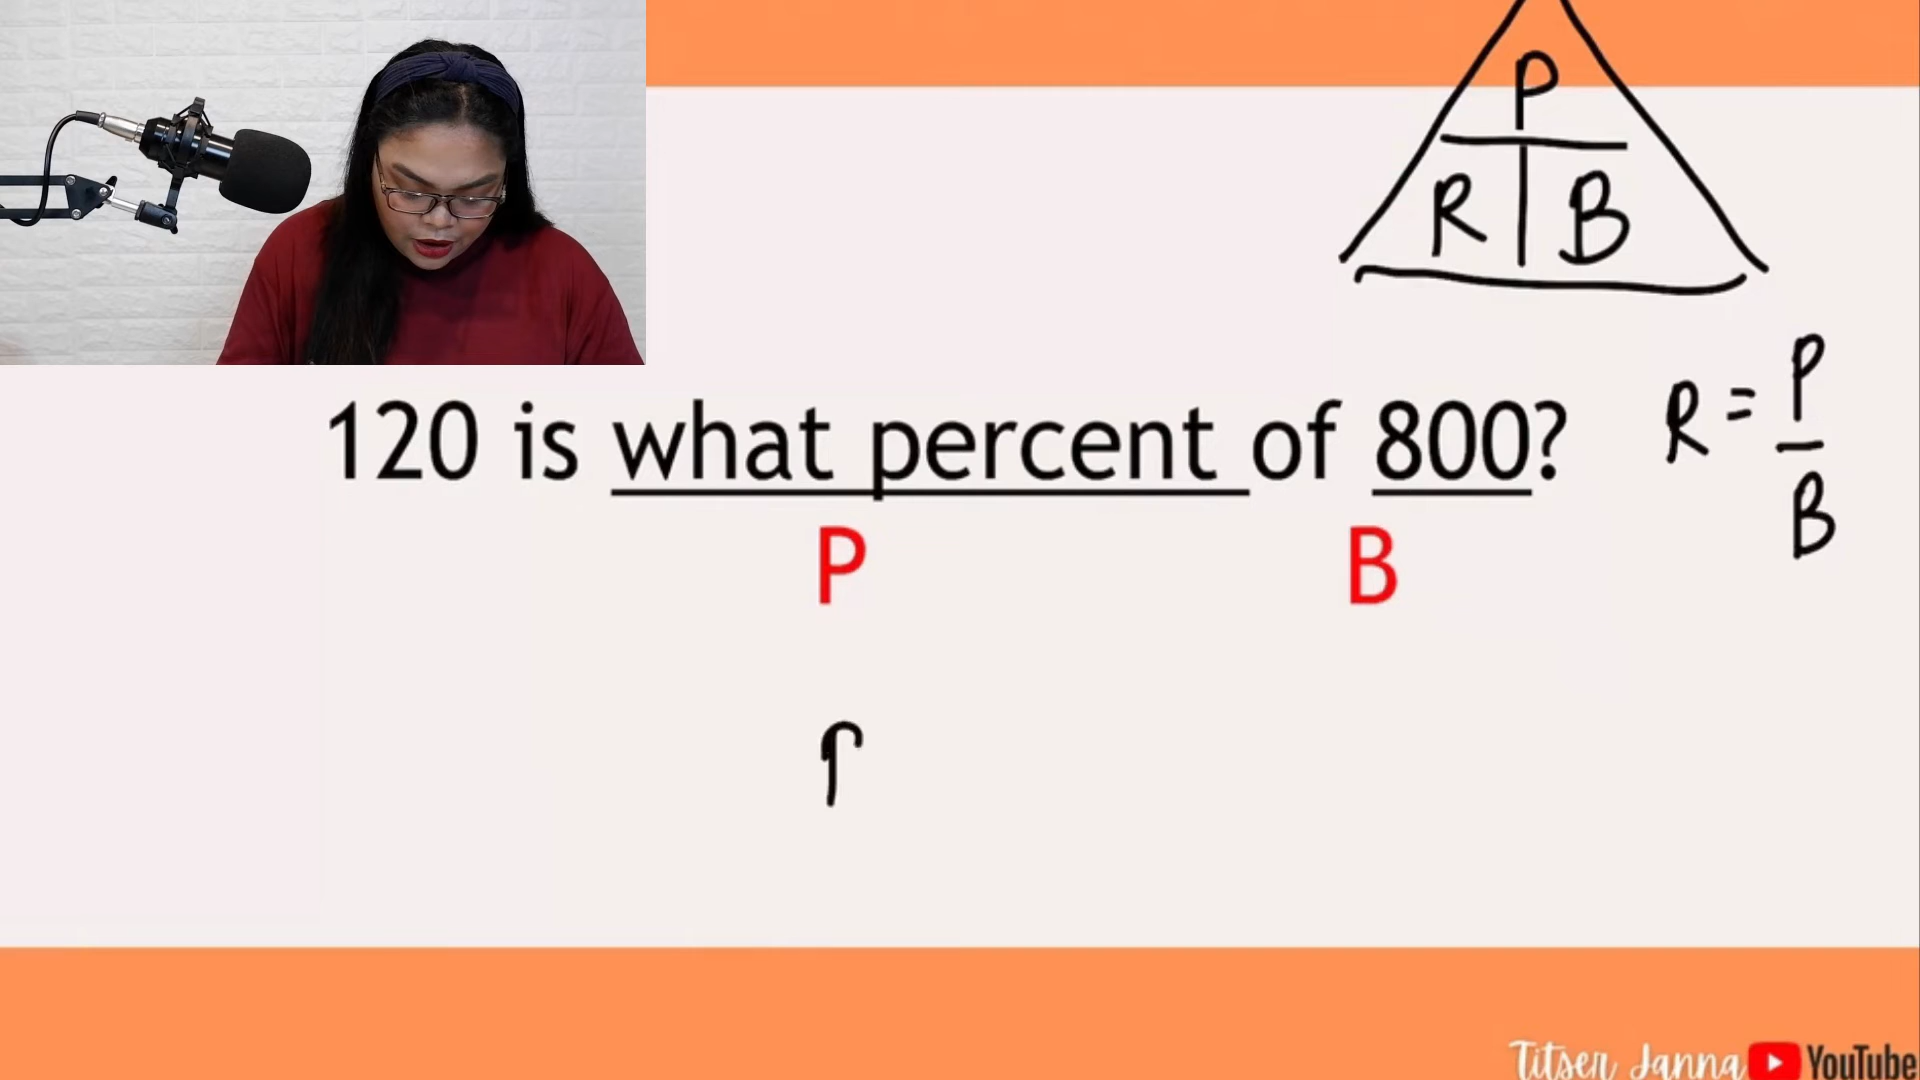 P
R B
120 is what percent of 800?
R = P
B
P B
Titser Janna YouTube